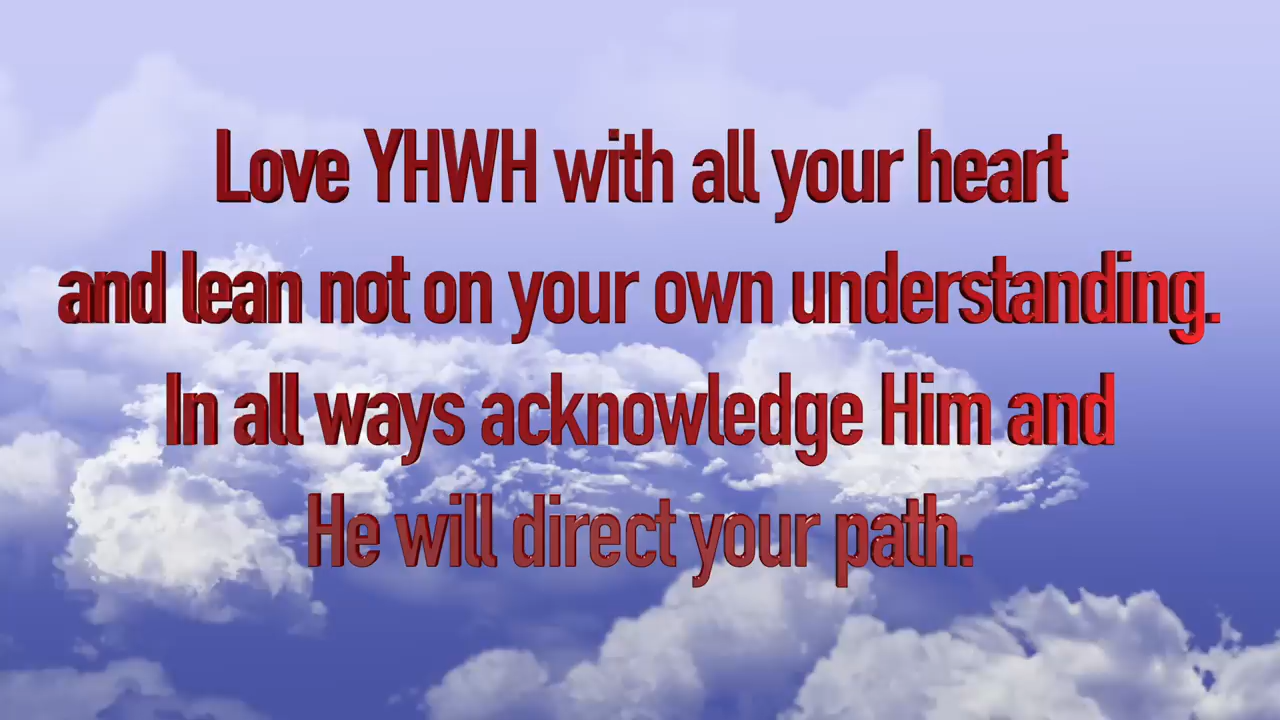 Love YHWH with all your heart
and lean not on your own understanding.
In all ways acknowledge Him and
He will direct your path.